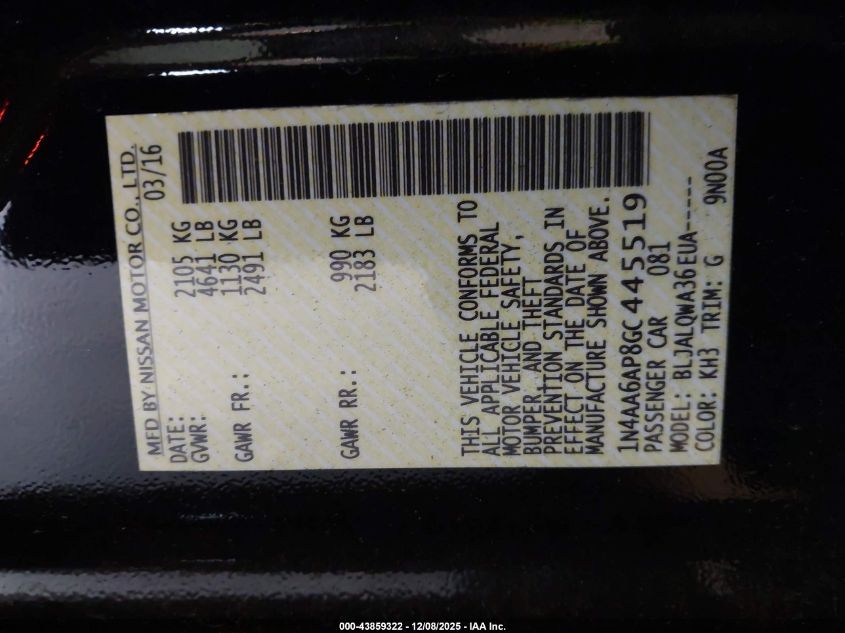 MFD BY NISSAN MOTOR CO., LTD.
DATE: 03/16
GVWR: 2105 KG
4641 LB
GAWR FR.: 1130 KG
2491 LB
GAWR RR.: 990 KG
2183 LB
THIS VEHICLE CONFORMS TO
ALL APPLICABLE FEDERAL
MOTOR VEHICLE SAFETY,
BUMPER, AND THEFT
PREVENTION STANDARDS IN
EFFECT ON THE DATE OF
MANUFACTURE SHOWN ABOVE.
1N4AA6AP8GC445519
PASSENGER CAR 081
MODEL: BLJALQWA36EUA-----
COLOR: KH3 TRIM: G 9N00A
000-43859322 - 12/08/2025 - IAA Inc.